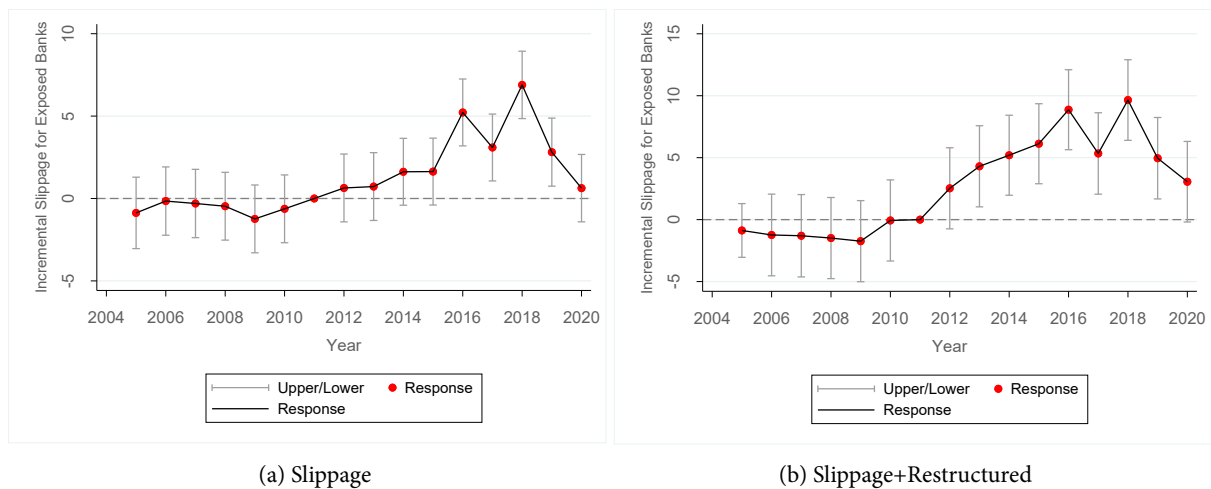 Incremental Slippage for Exposed Banks
10
5
0
-5
2004 2006 2008 2010 2012 2014 2016 2018 2020
Year
Upper/Lower Response
Response
(a) Slippage
Incremental Slippage for Exposed Banks
15
10
5
0
-5
2004 2006 2008 2010 2012 2014 2016 2018 2020
Year
Upper/Lower Response
Response
(b) Slippage+Restructured